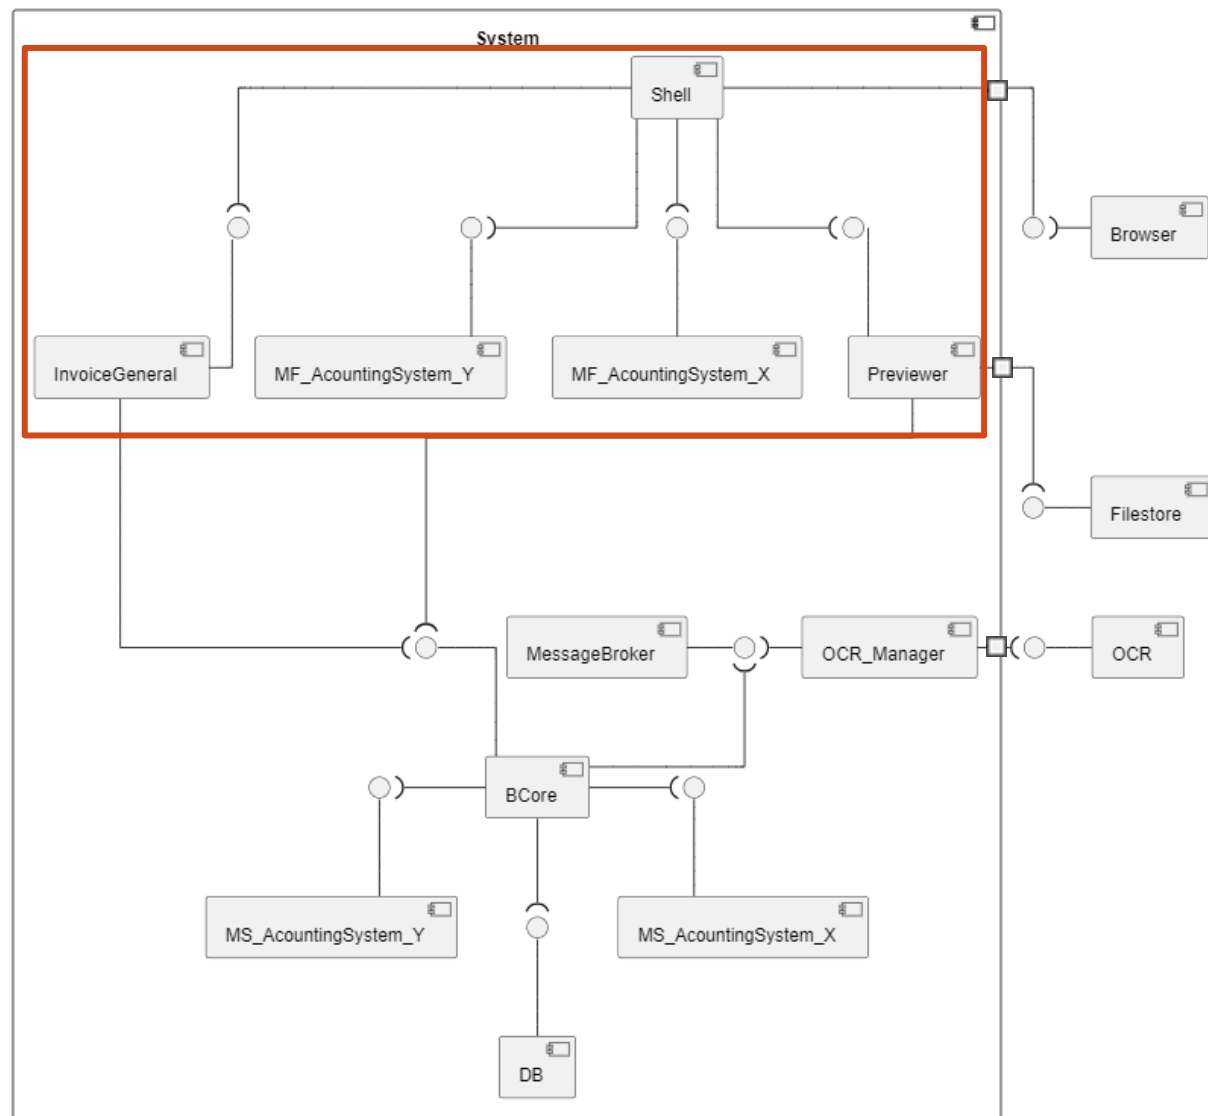 System
Shell
Browser
InvoiceGeneral
MF_AcountingSystem_Y
MF_AcountingSystem_X
Previewer
Filestore
MessageBroker
OCR_Manager
OCR
BCore
MS_AcountingSystem_Y
MS_AcountingSystem_X
DB